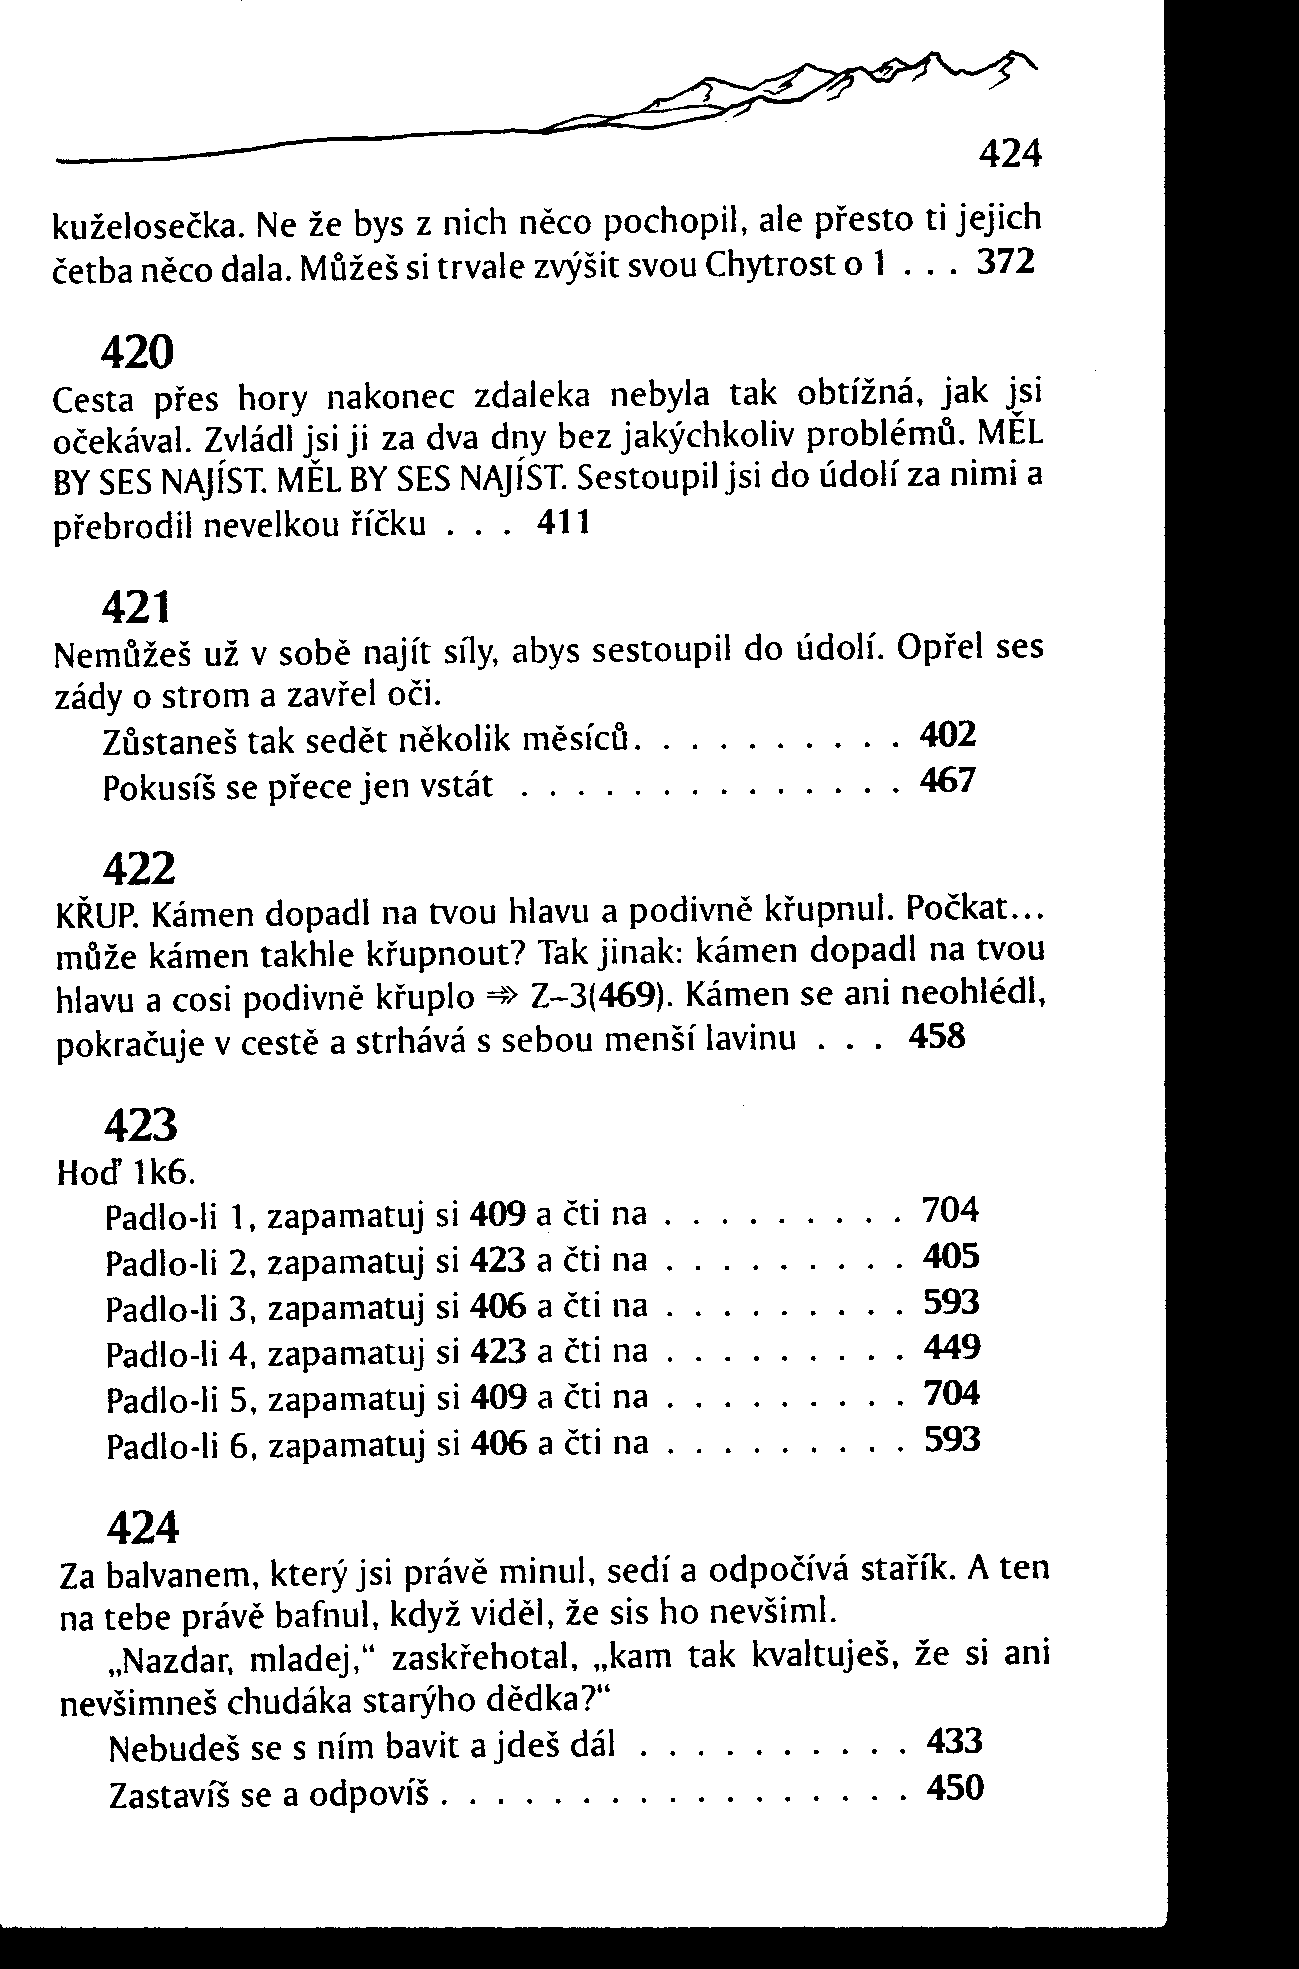 424
kuželosečka. Ne že bys z nich něco pochopil, ale přesto ti jejich
četba něco dala. Můžeš si trvale zvýšit svou Chytrost o 1 . . . 372
420
Cesta přes hory nakonec zdaleka nebyla tak obtížná, jak jsi
očekával. Zvládl jsi ji za dva dny bez jakýchkoliv problémů. MĚL
BY SES NAJÍST. MĚL BY SES NAJÍST. Sestoupil jsi do údolí za nimi a
přebrodil nevelkou říčku . . . 411
421
Nemůžeš už v sobě najít síly, abys sestoupil do údolí. Opřel ses
zády o strom a zavřel oči.
Zůstaneš tak sedět několik měsíců. . . . . . . . . . 402
Pokusíš se přece jen vstát . . . . . . . . . . . . . . 467
422
KŘUP. Kámen dopadl na tvou hlavu a podivně křupnul. Počkat...
může kámen takhle křupnout? Tak jinak: kámen dopadl na tvou
hlavu a cosi podivně křuplo ⇒ Z–3(469). Kámen se ani neohlédl,
pokračuje v cestě a strhává s sebou menší lavinu . . . 458
423
Hoď 1k6.
Padlo-li 1, zapamatuj si 409 a čti na . . . . . . . . . 704
Padlo-li 2, zapamatuj si 423 a čti na . . . . . . . . . 405
Padlo-li 3, zapamatuj si 406 a čti na . . . . . . . . . 593
Padlo-li 4, zapamatuj si 423 a čti na . . . . . . . . . 449
Padlo-li 5, zapamatuj si 409 a čti na . . . . . . . . . 704
Padlo-li 6, zapamatuj si 406 a čti na . . . . . . . . . 593
424
Za balvanem, který jsi právě minul, sedí a odpočívá stařík. A ten
na tebe právě bafnul, když viděl, že sis ho nevšiml.
„Nazdar, mladej,“ zaskřehotal, „kam tak kvaltuješ, že si ani
nevšimneš chudáka starýho dědka?“
Nebudeš se s ním bavit a jdeš dál . . . . . . . . . . 433
Zastavíš se a odpovíš . . . . . . . . . . . . . . . . . 450